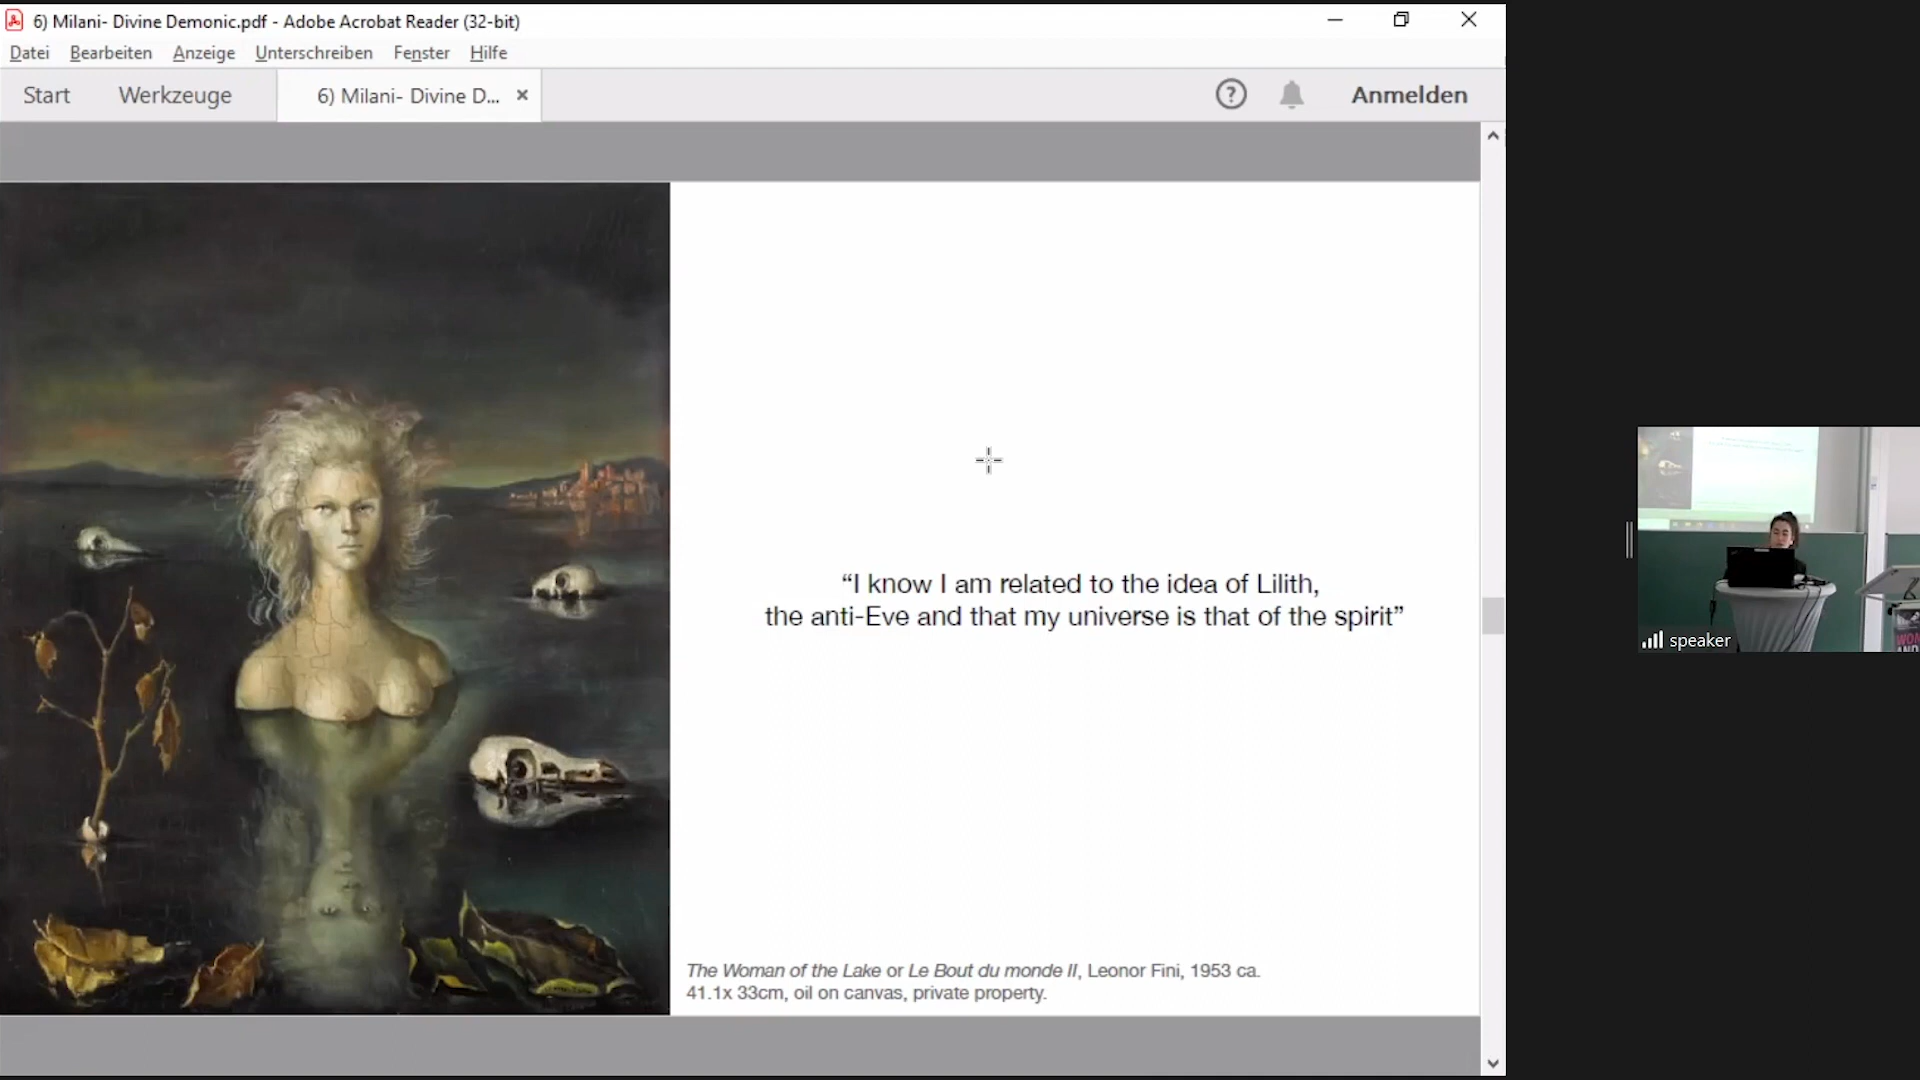 6) Milani- Divine Demonic.pdf - Adobe Acrobat Reader (32-bit)
Datei Bearbeiten Anzeige Unterschreiben Fenster Hilfe
Start Werkzeuge 6) Milani- Divine D... Anmelden
“I know I am related to the idea of Lilith,
the anti-Eve and that my universe is that of the spirit”
The Woman of the Lake or Le Bout du monde II, Leonor Fini, 1953 ca.
41.1x 33cm, oil on canvas, private property.
speaker